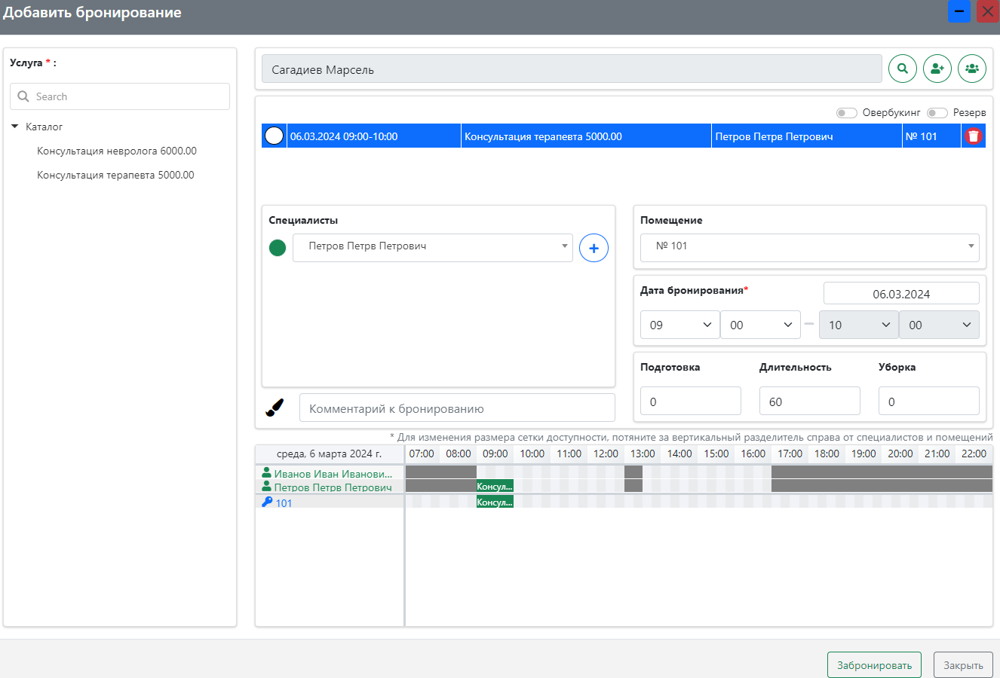 Добавить бронирование
Услуга * :
Search
Каталог
Консультация невролога 6000.00
Консультация терапевта 5000.00
Сагадиев Марсель
Овербукинг Резерв
06.03.2024 09:00-10:00 Консультация терапевта 5000.00 Петров Петрв Петрович № 101
Специалисты
Петров Петрв Петрович
Помещение
№ 101
Дата бронирования* 06.03.2024
09 00 – 10 00
Подготовка Длительность Уборка
0 60 0
Комментарий к бронированию
* Для изменения размера сетки доступности, потяните за вертикальный разделитель справа от специалистов и помещений
среда, 6 марта 2024 г. 07:00 08:00 09:00 10:00 11:00 12:00 13:00 14:00 15:00 16:00 17:00 18:00 19:00 20:00 21:00 22:00
Иванов Иван Иванови...
Петров Петрв Петрович Консул...
101 Консул...
Забронировать Закрыть